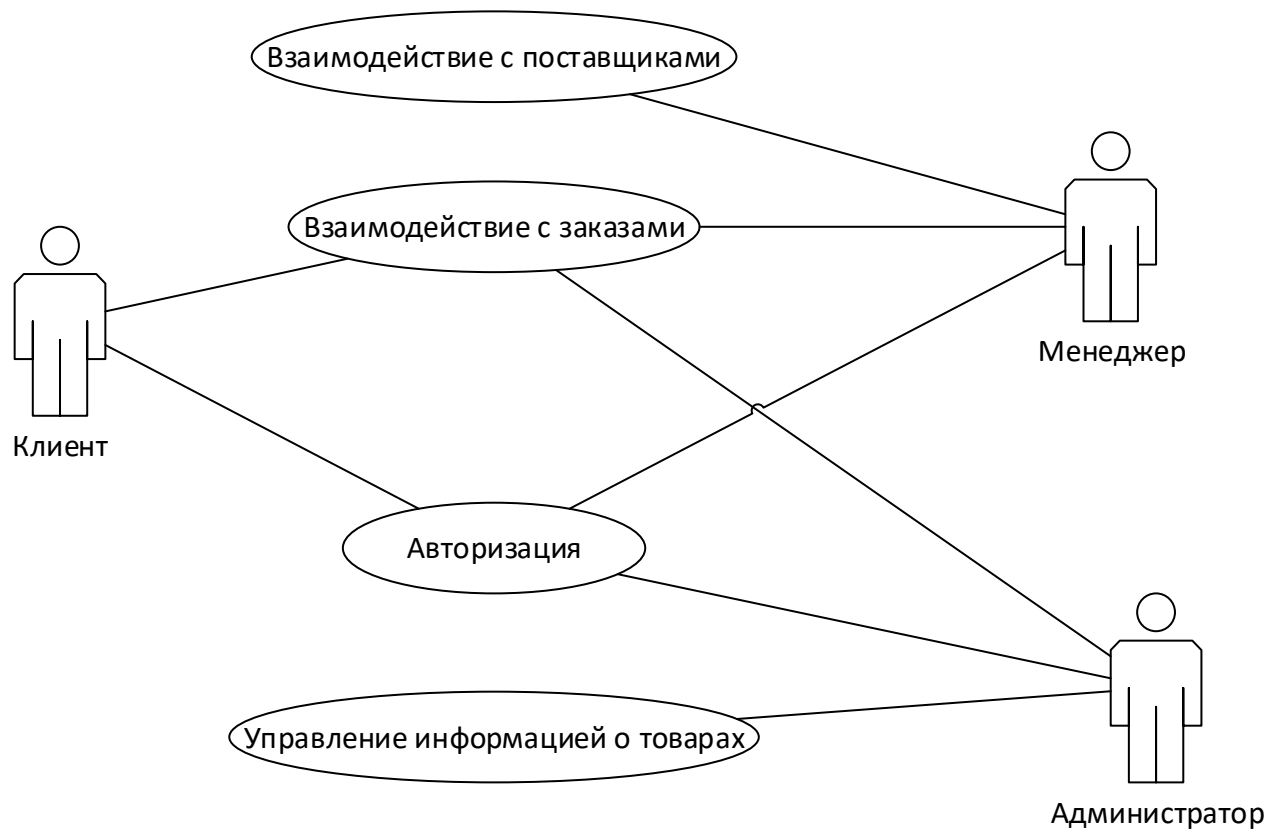 Взаимодействие с поставщиками
Взаимодействие с заказами
Менеджер
Клиент
Авторизация
Управление информацией о товарах
Администратор